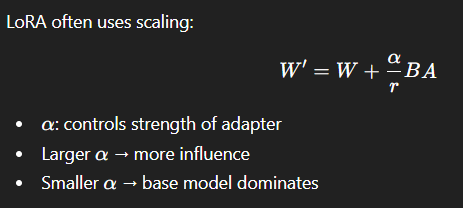 LoRA often uses scaling:
W′ = W + α/r BA
• α: controls strength of adapter
• Larger α → more influence
• Smaller α → base model dominates